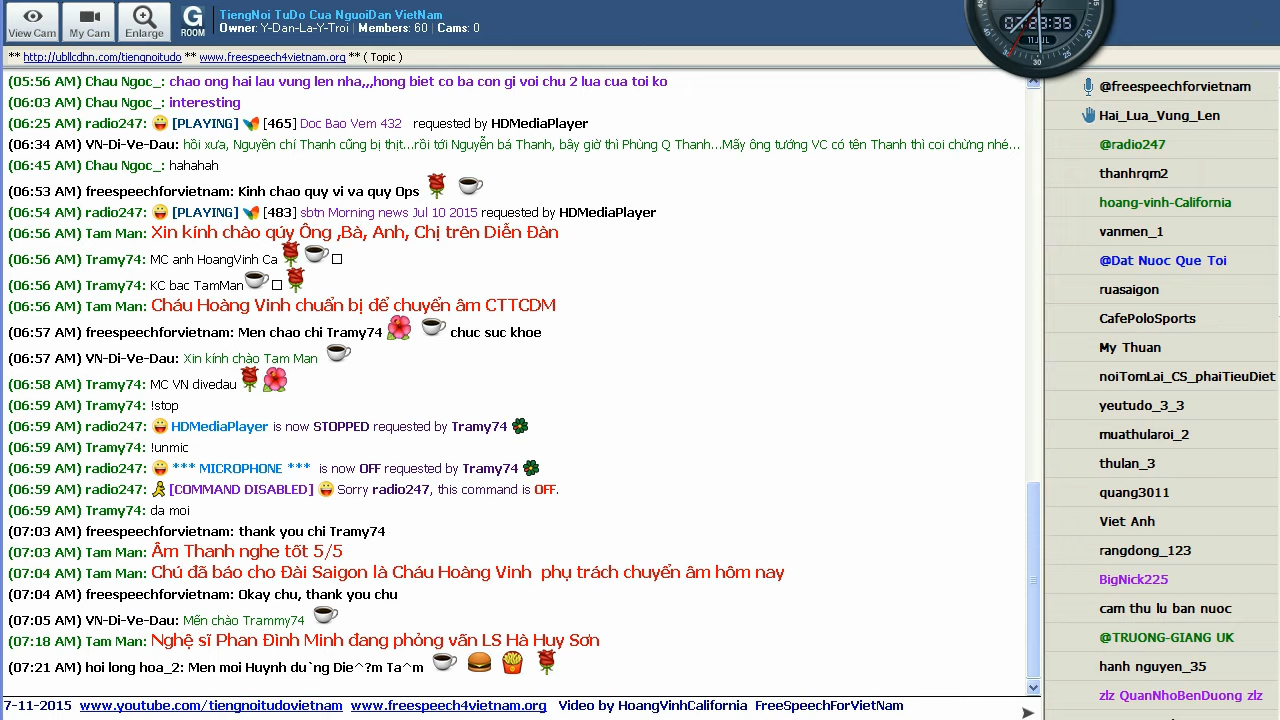 TiengNoi TuDo Cua NguoiDan VietNam
Owner: Y-Dan-La-Y-Troi | Members: 60 | Cams: 0
View Cam
My Cam
Enlarge
G
ROOM
07:23:35
11 JUL
** http://ubllcdhn.com/tiengnoitudo ** www.freespeechforvietnam.org ** ( Topic )
(05:56 AM) Chau Ngoc_: chao ong hai lau vung len nha,,,hong biet co ba con gi voi chu 2 lua cua toi ko
(06:03 AM) Chau Ngoc_: interesting
(06:25 AM) radio247: [PLAYING] [465] Doc Bao Vem 432 requested by HDMediaPlayer
(06:34 AM) VN-Di-Ve-Dau: hồi xưa, Nguyễn chí Thanh cũng bị thịt...rồi tới Nguyễn bá Thanh, bây giờ thì Phùng Q Thanh...Mấy ông tướng VC có tên Thanh thì coi chừng nhé...
(06:45 AM) Chau Ngoc_: hahahah
(06:53 AM) freespeechforvietnam: Kinh chao quy vi va quy Ops
(06:54 AM) radio247: [PLAYING] [483] sbtn Morning news Jul 10 2015 requested by HDMediaPlayer
(06:56 AM) Tam Man: Xin kính chào qúy Ông ,Bà, Anh, Chị trên Diễn Đàn
(06:56 AM) Tramy74: MC anh HoangVinh Ca
(06:56 AM) Tramy74: KC bac TamMan
(06:56 AM) Tam Man: Cháu Hoàng Vinh chuẩn bị để chuyển âm CTTCDM
(06:57 AM) freespeechforvietnam: Men chao chi Tramy74 chuc suc khoe
(06:57 AM) VN-Di-Ve-Dau: Xin kính chào Tam Man
(06:58 AM) Tramy74: MC VN divedau
(06:59 AM) Tramy74: !stop
(06:59 AM) radio247: HDMediaPlayer is now STOPPED requested by Tramy74
(06:59 AM) Tramy74: !unmic
(06:59 AM) radio247: *** MICROPHONE *** is now OFF requested by Tramy74
(06:59 AM) radio247: [COMMAND DISABLED] Sorry radio247, this command is OFF.
(06:59 AM) Tramy74: da moi
(07:03 AM) freespeechforvietnam: thank you chi Tramy74
(07:03 AM) Tam Man: Âm Thanh nghe tốt 5/5
(07:04 AM) Tam Man: Chú đã báo cho Đài Saigon là Cháu Hoàng Vinh phụ trách chuyển âm hôm nay
(07:04 AM) freespeechforvietnam: Okay chu, thank you chu
(07:05 AM) VN-Di-Ve-Dau: Mến chào Trammy74
(07:18 AM) Tam Man: Nghệ sĩ Phan Đình Minh đang phỏng vãn LS Hà Huy Sơn
(07:21 AM) hoi long hoa_2: Men moi Huynh du`ng Die^?m Ta^m
@freespeechforvietnam
Hai_Lua_Vung_Len
@radio247
thanhrqm2
hoang-vinh-California
vanmen_1
@Dat Nuoc Que Toi
ruasaigon
CafePoloSports
My Thuan
noiTomLai_CS_phaiTieuDiet
yeutudo_3_3
muathularoi_2
thulan_3
quang3011
Viet Anh
rangdong_123
BigNick225
cam thu lu ban nuoc
@TRUONG-GIANG UK
hanh nguyen_35
zlz QuanNhoBenDuong zlz
7-11-2015 www.youtube.com/tiengnoitudovietnam www.freespeech4vietnam.org Video by HoangVinhCalifornia FreeSpeechForVietNam